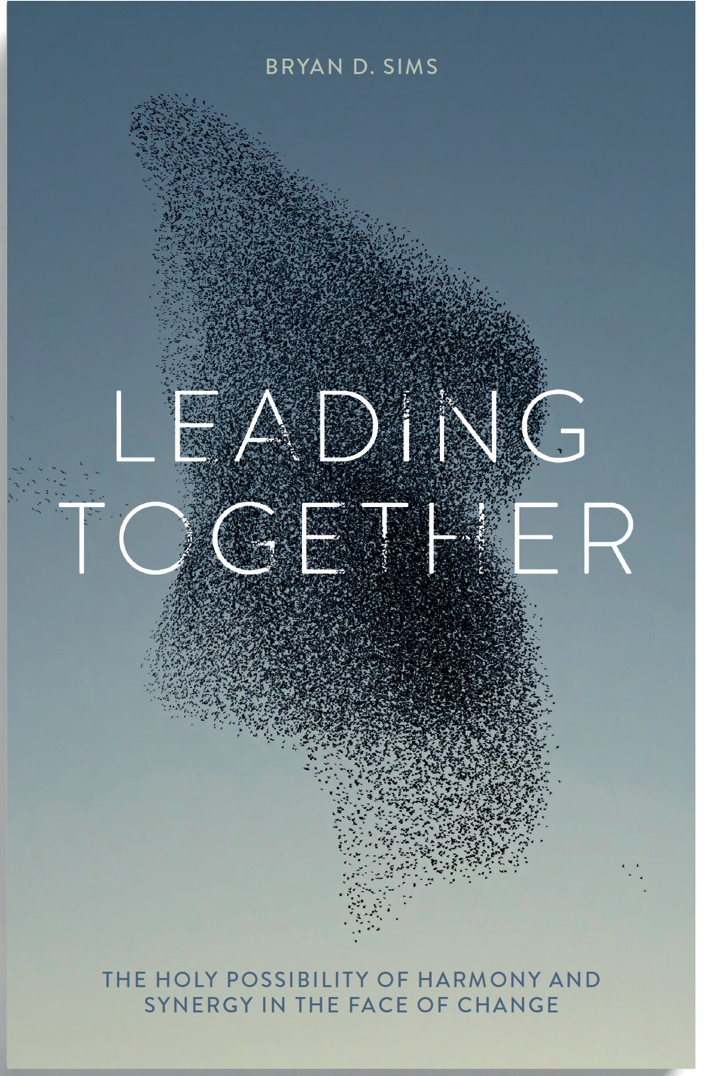 BRYAN D. SIMS
LEADING
TOGETHER
THE HOLY POSSIBILITY OF HARMONY AND
SYNERGY IN THE FACE OF CHANGE